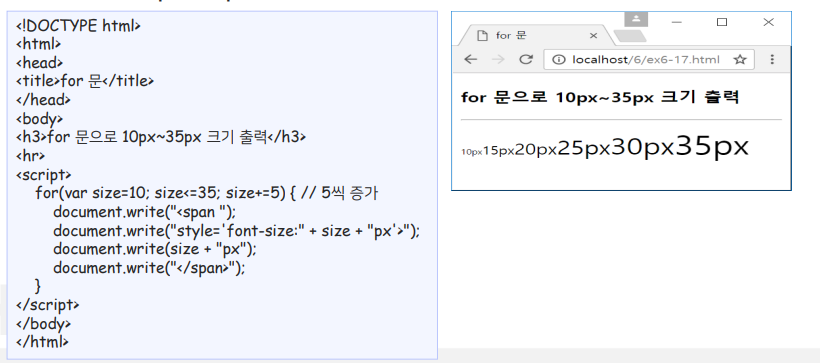 <!DOCTYPE html>
<html>
<head>
<title>for 문</title>
</head>
<body>
<h3>for 문으로 10px~35px 크기 출력</h3>
<hr>
<script>
for(var size=10; size<=35; size+=5) { // 5씩 증가
document.write("<span ");
document.write("style='font-size:" + size + "px'>");
document.write(size + "px");
document.write("</span>");
}
</script>
</body>
</html>
for 문
localhost/6/ex6-17.html
for 문으로 10px~35px 크기 출력
10px15px20px25px30px35px